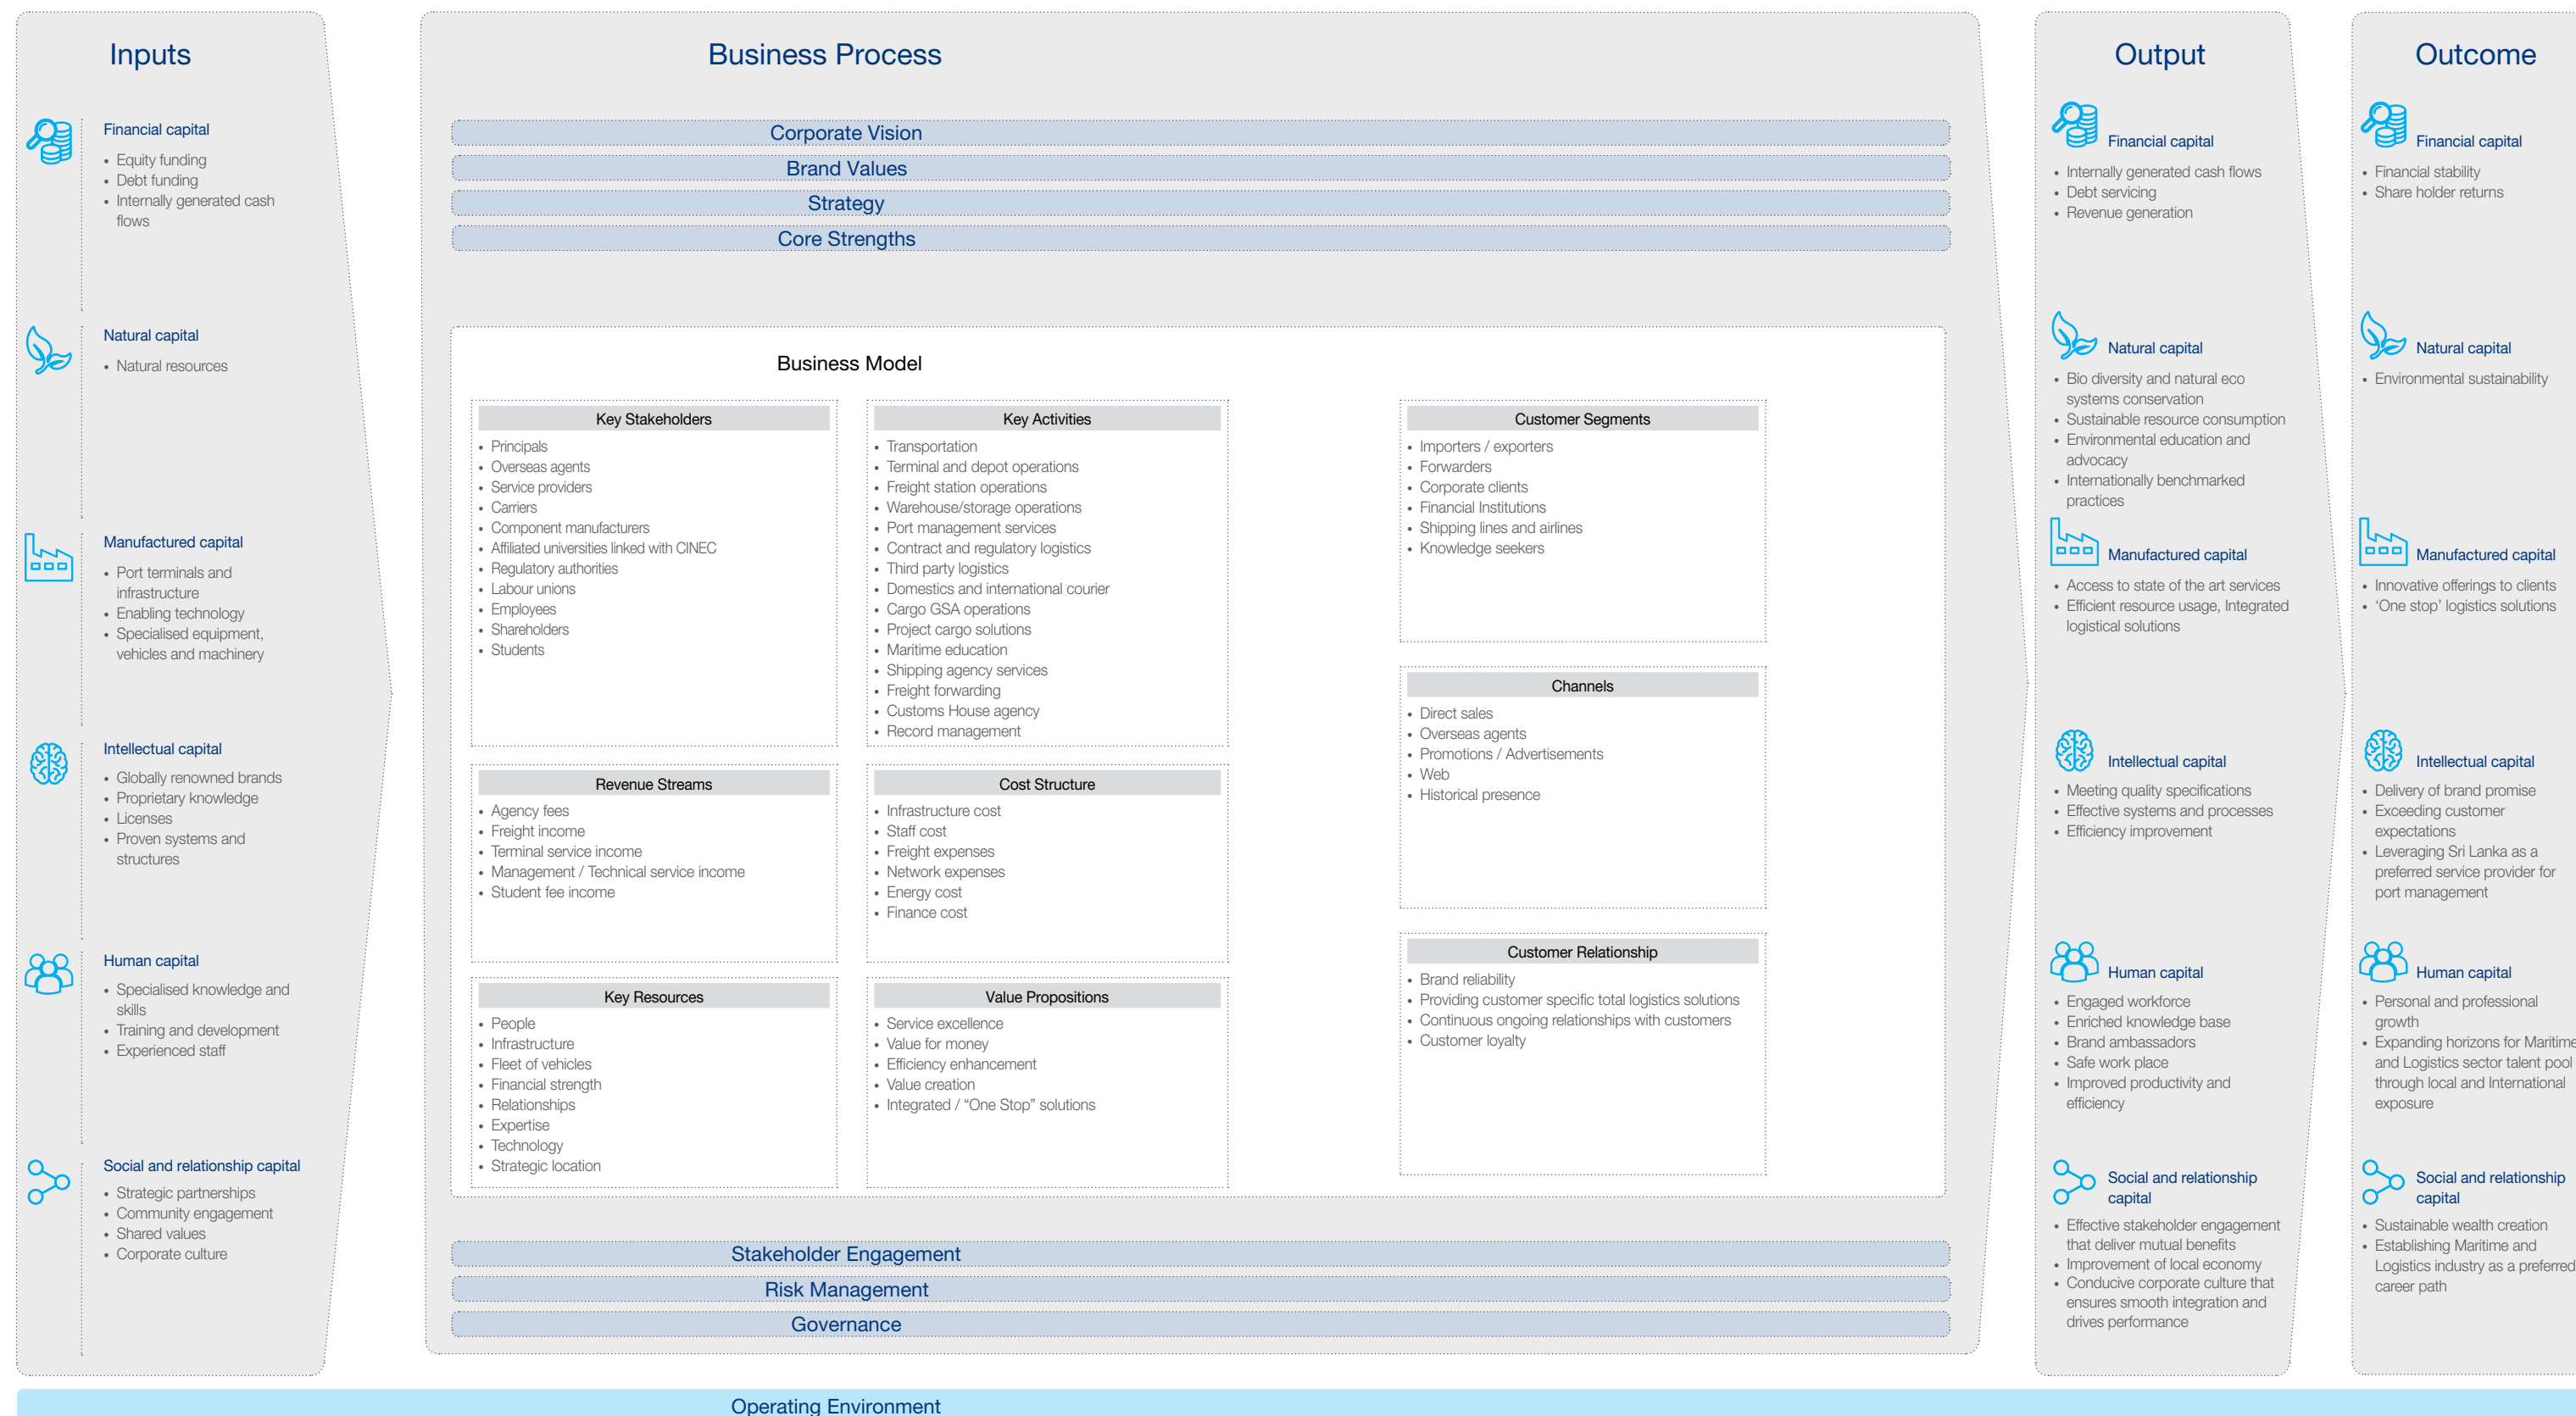 Inputs
Financial capital
• Equity funding
• Debt funding
• Internally generated cash
flows
Natural capital
• Natural resources
Manufactured capital
• Port terminals and
infrastructure
• Enabling technology
• Specialised equipment,
vehicles and machinery
Intellectual capital
• Globally renowned brands
• Proprietary knowledge
• Licenses
• Proven systems and
structures
Human capital
• Specialised knowledge and
skills
• Training and development
• Experienced staff
Social and relationship capital
• Strategic partnerships
• Community engagement
• Shared values
• Corporate culture
Business Process
Corporate Vision
Brand Values
Strategy
Core Strengths
Business Model
Key Stakeholders
• Principals
• Overseas agents
• Service providers
• Carriers
• Component manufacturers
• Affiliated universities linked with CINEC
• Regulatory authorities
• Labour unions
• Employees
• Shareholders
• Students
Key Activities
• Transportation
• Terminal and depot operations
• Freight station operations
• Warehouse/storage operations
• Port management services
• Contract and regulatory logistics
• Third party logistics
• Domestics and international courier
• Cargo GSA operations
• Project cargo solutions
• Maritime education
• Shipping agency services
• Freight forwarding
• Customs House agency
• Record management
Customer Segments
• Importers / exporters
• Forwarders
• Corporate clients
• Financial Institutions
• Shipping lines and airlines
• Knowledge seekers
Channels
• Direct sales
• Overseas agents
• Promotions / Advertisements
• Web
• Historical presence
Revenue Streams
• Agency fees
• Freight income
• Terminal service income
• Management / Technical service income
• Student fee income
Cost Structure
• Infrastructure cost
• Staff cost
• Freight expenses
• Network expenses
• Energy cost
• Finance cost
Customer Relationship
• Brand reliability
• Providing customer specific total logistics solutions
• Continuous ongoing relationships with customers
• Customer loyalty
Key Resources
• People
• Infrastructure
• Fleet of vehicles
• Financial strength
• Relationships
• Expertise
• Technology
• Strategic location
Value Propositions
• Service excellence
• Value for money
• Efficiency enhancement
• Value creation
• Integrated / “One Stop” solutions
Stakeholder Engagement
Risk Management
Governance
Output
Financial capital
• Internally generated cash flows
• Debt servicing
• Revenue generation
Natural capital
• Bio diversity and natural eco
systems conservation
• Sustainable resource consumption
• Environmental education and
advocacy
• Internationally benchmarked
practices
Manufactured capital
• Access to state of the art services
• Efficient resource usage, Integrated
logistical solutions
Intellectual capital
• Meeting quality specifications
• Effective systems and processes
• Efficiency improvement
Human capital
• Engaged workforce
• Enriched knowledge base
• Brand ambassadors
• Safe work place
• Improved productivity and
efficiency
Social and relationship
capital
• Effective stakeholder engagement
that deliver mutual benefits
• Improvement of local economy
• Conducive corporate culture that
ensures smooth integration and
drives performance
Outcome
Financial capital
• Financial stability
• Share holder returns
Natural capital
• Environmental sustainability
Manufactured capital
• Innovative offerings to clients
• ‘One stop’ logistics solutions
Intellectual capital
• Delivery of brand promise
• Exceeding customer
expectations
• Leveraging Sri Lanka as a
preferred service provider for
port management
Human capital
• Personal and professional
growth
• Expanding horizons for Maritime
and Logistics sector talent pool
through local and International
exposure
Social and relationship
capital
• Sustainable wealth creation
• Establishing Maritime and
Logistics industry as a preferred
career path
Operating Environment